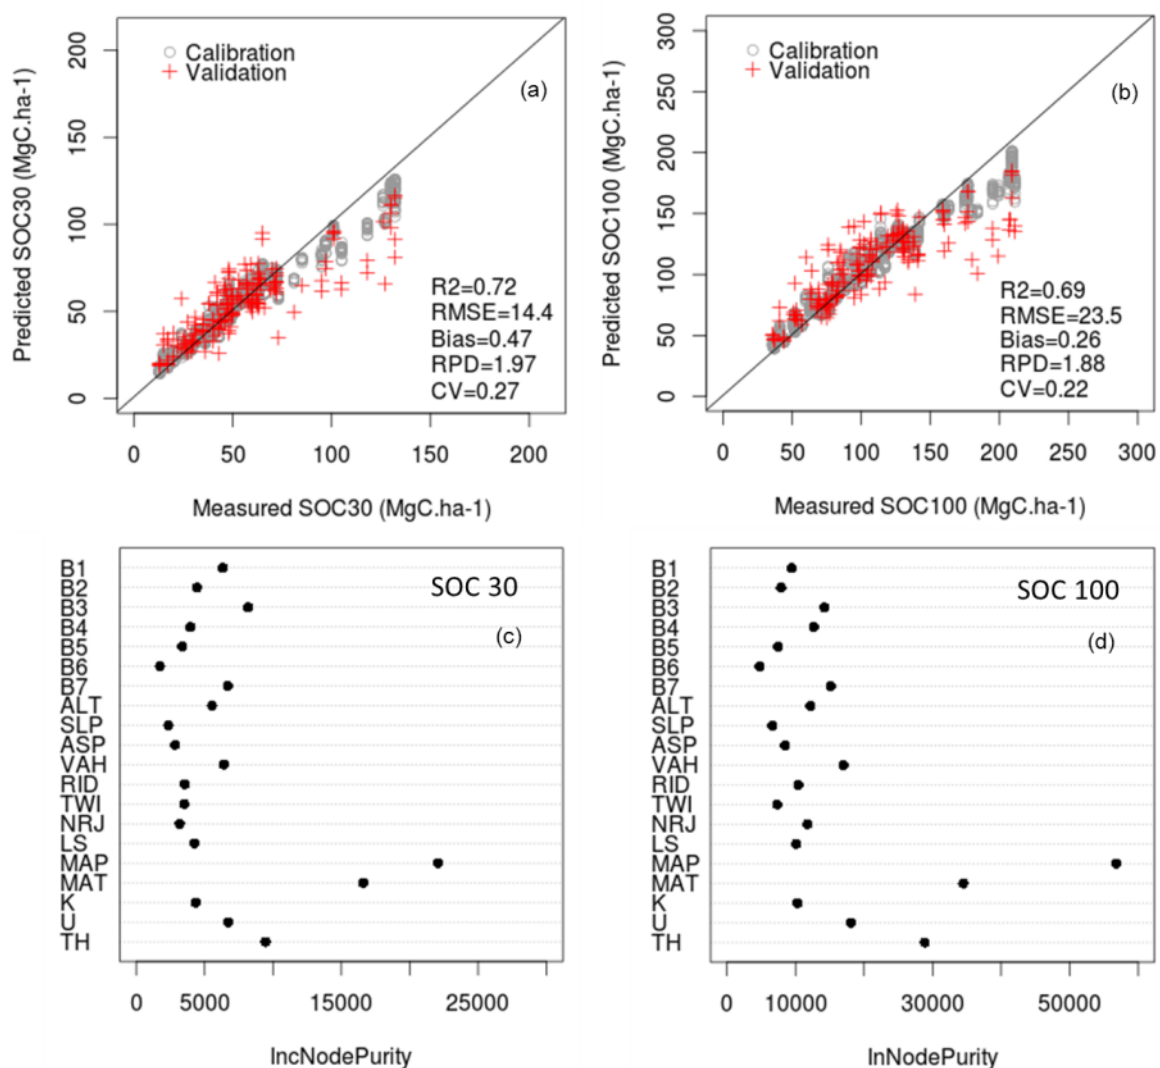 Calibration
Validation
(a)
R2=0.72
RMSE=14.4
Bias=0.47
RPD=1.97
CV=0.27
Predicted SOC30 (MgC.ha-1)
0
50
100
150
200
0
50
100
150
200
Measured SOC30 (MgC.ha-1)
Calibration
Validation
(b)
R2=0.69
RMSE=23.5
Bias=0.26
RPD=1.88
CV=0.22
Predicted SOC100 (MgC.ha-1)
0
50
100
150
200
250
300
0
50
100
150
200
250
300
Measured SOC100 (MgC.ha-1)
SOC 30
(c)
B1
B2
B3
B4
B5
B6
B7
ALT
SLP
ASP
VAH
RID
TWI
NRJ
LS
MAP
MAT
K
U
TH
0
5000
15000
25000
IncNodePurity
SOC 100
(d)
B1
B2
B3
B4
B5
B6
B7
ALT
SLP
ASP
VAH
RID
TWI
NRJ
LS
MAP
MAT
K
U
TH
0
10000
30000
50000
InNodePurity